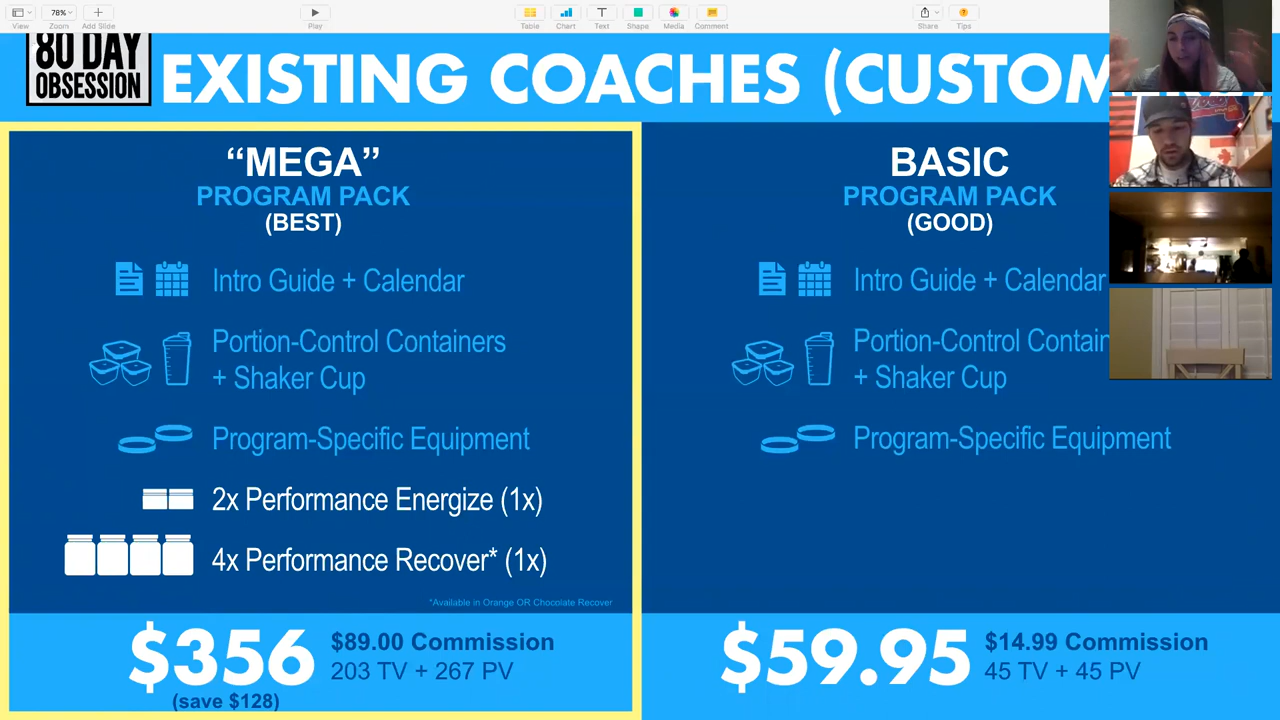 View
78%
Zoom
Add Slide
Play
Table
Chart
Text
Shape
Media
Comment
Share
Tips
80 DAY
OBSESSION
EXISTING COACHES (CUSTOM
“MEGA”
PROGRAM PACK
(BEST)
Intro Guide + Calendar
Portion-Control Containers
+ Shaker Cup
Program-Specific Equipment
2x Performance Energize (1x)
4x Performance Recover* (1x)
*Available in Orange OR Chocolate Recover
$356
(save $128)
$89.00 Commission
203 TV + 267 PV
BASIC
PROGRAM PACK
(GOOD)
Intro Guide + Calendar
Portion-Control Contain
+ Shaker Cup
Program-Specific Equipment
$59.95
$14.99 Commission
45 TV + 45 PV